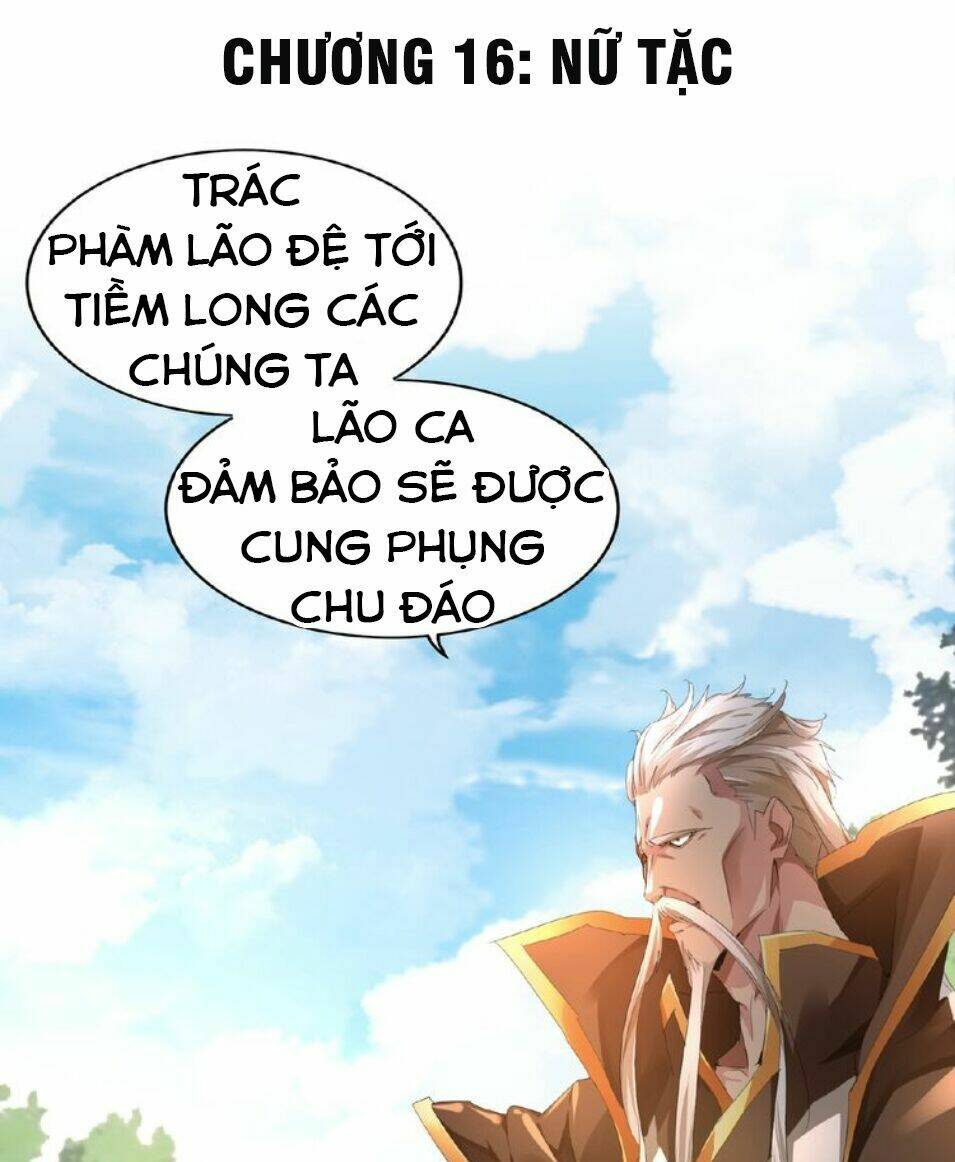 CHƯƠNG 16: NỮ TẶC
TRÁC
PHÀM LÃO ĐỆ TỚI
TIỀM LONG CÁC
CHÚNG TA
LÃO CA
ĐẢM BẢO SẼ ĐƯỢC
CUNG PHỤNG
CHU ĐÁO